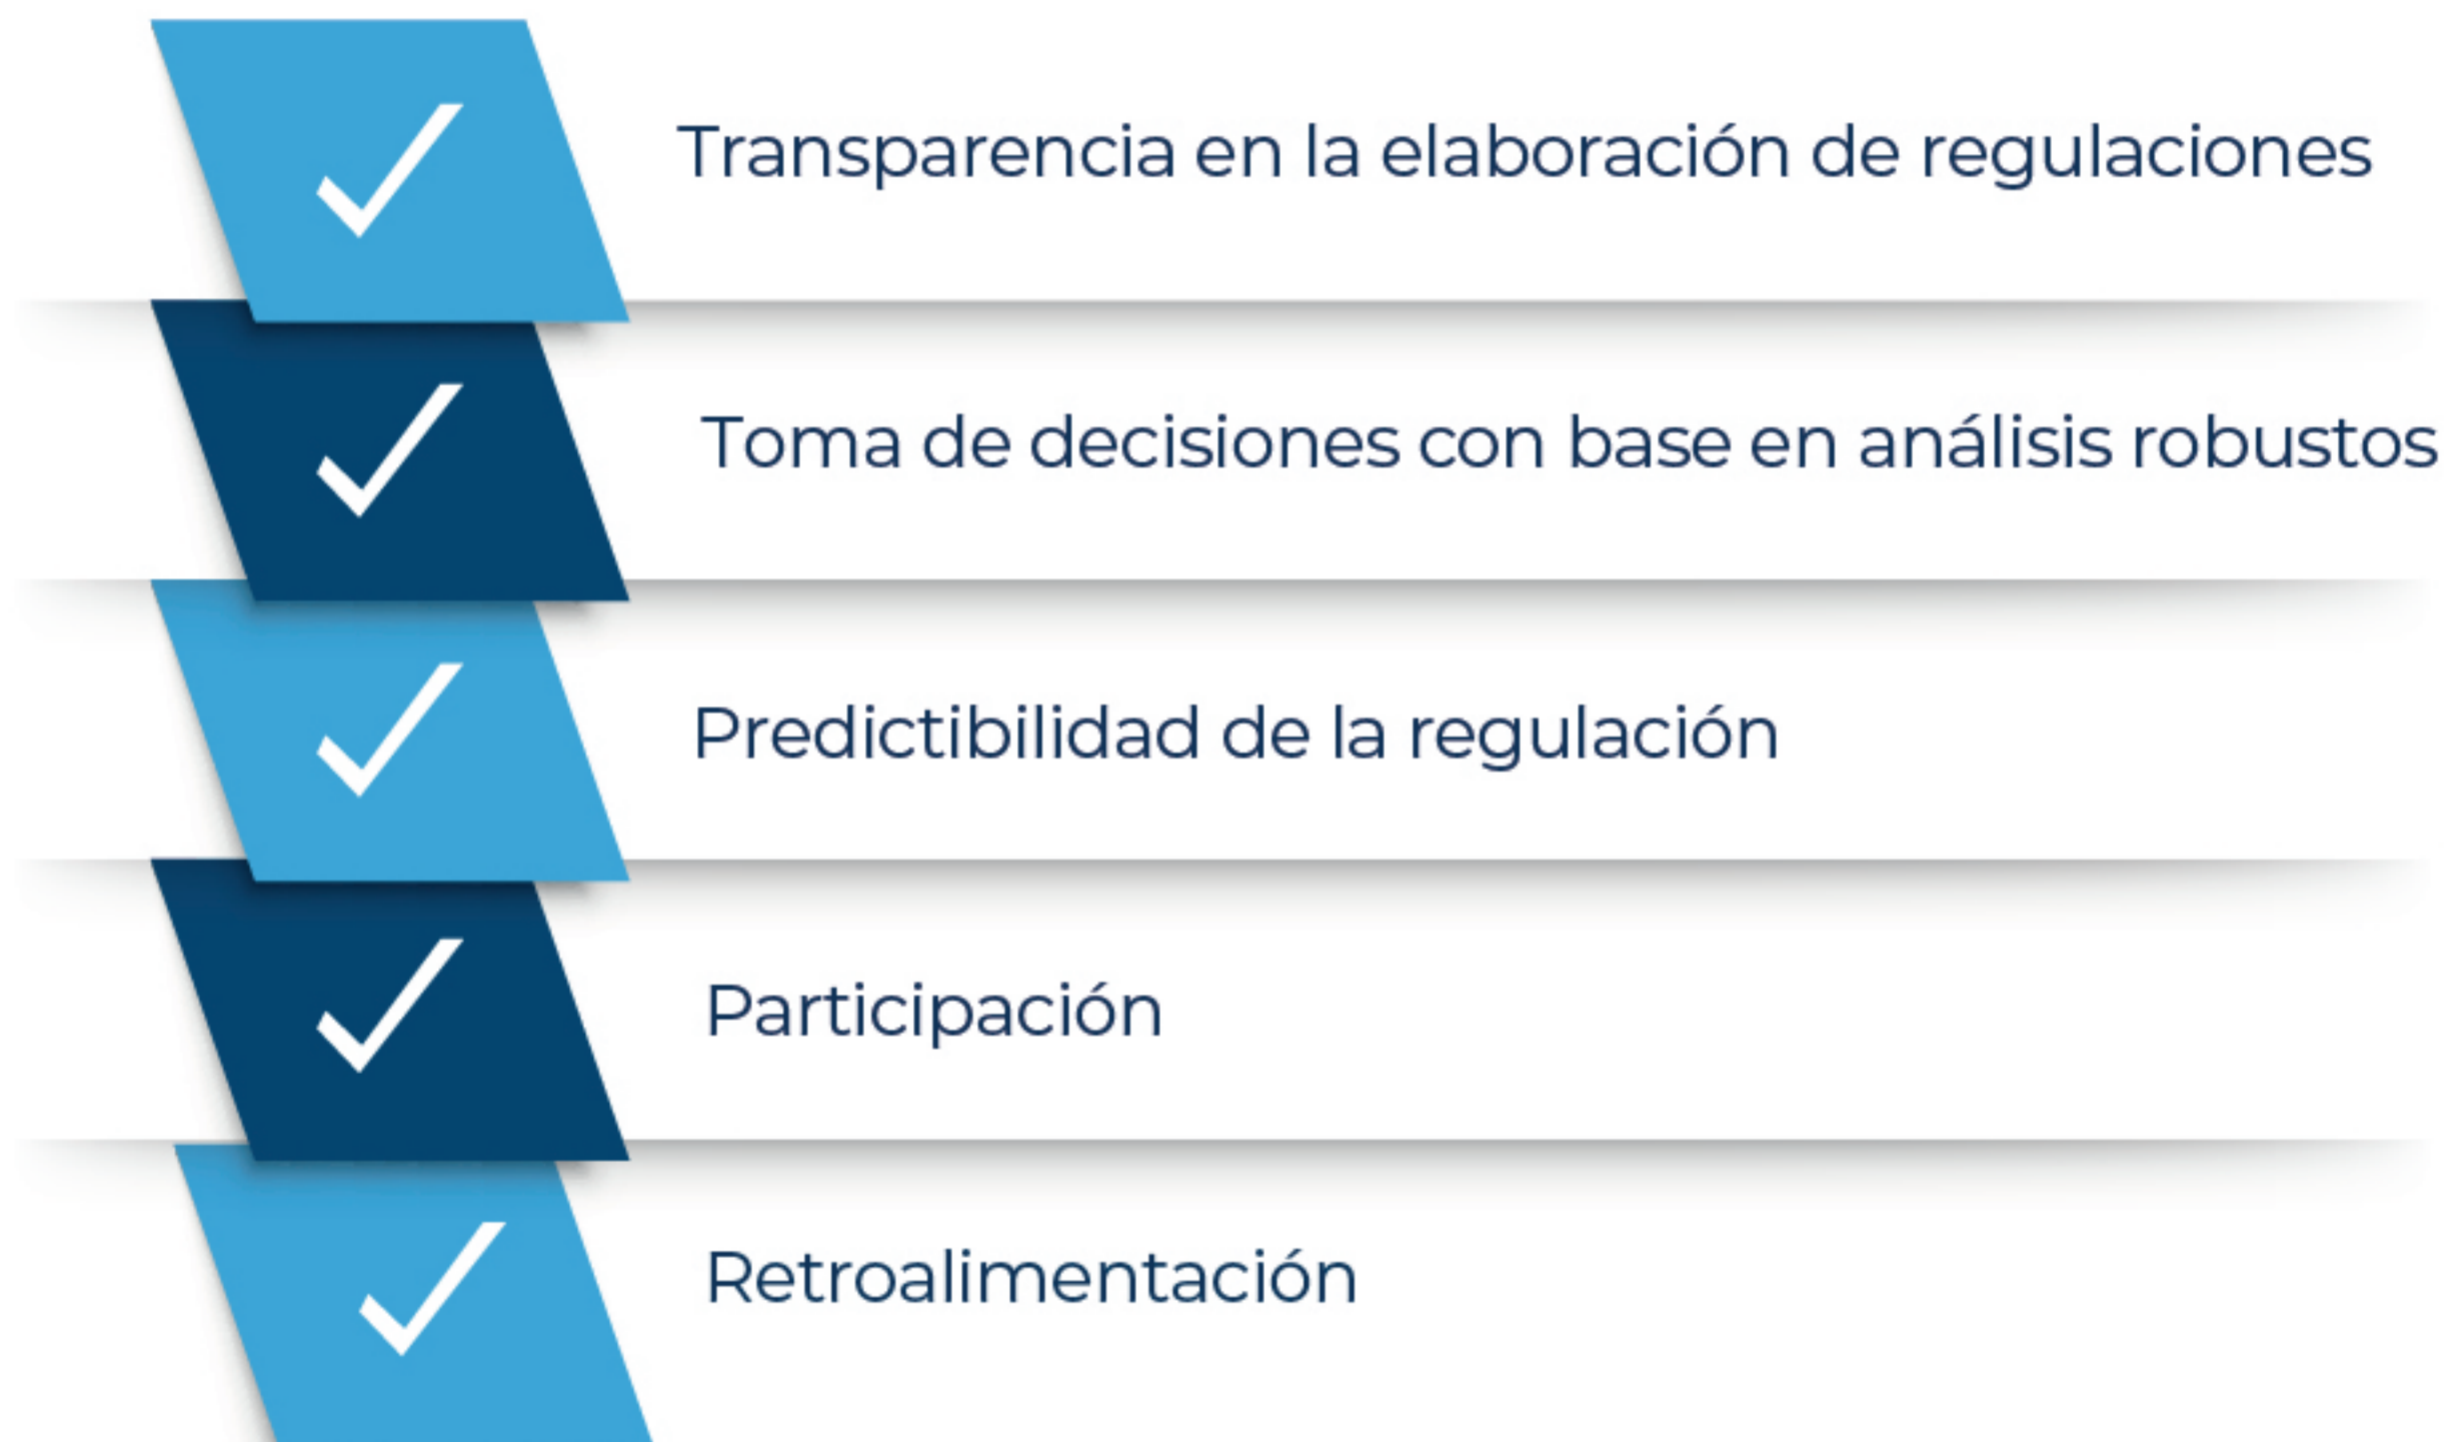 Transparencia en la elaboración de regulaciones
Toma de decisiones con base en análisis robustos
Predictibilidad de la regulación
Participación
Retroalimentación